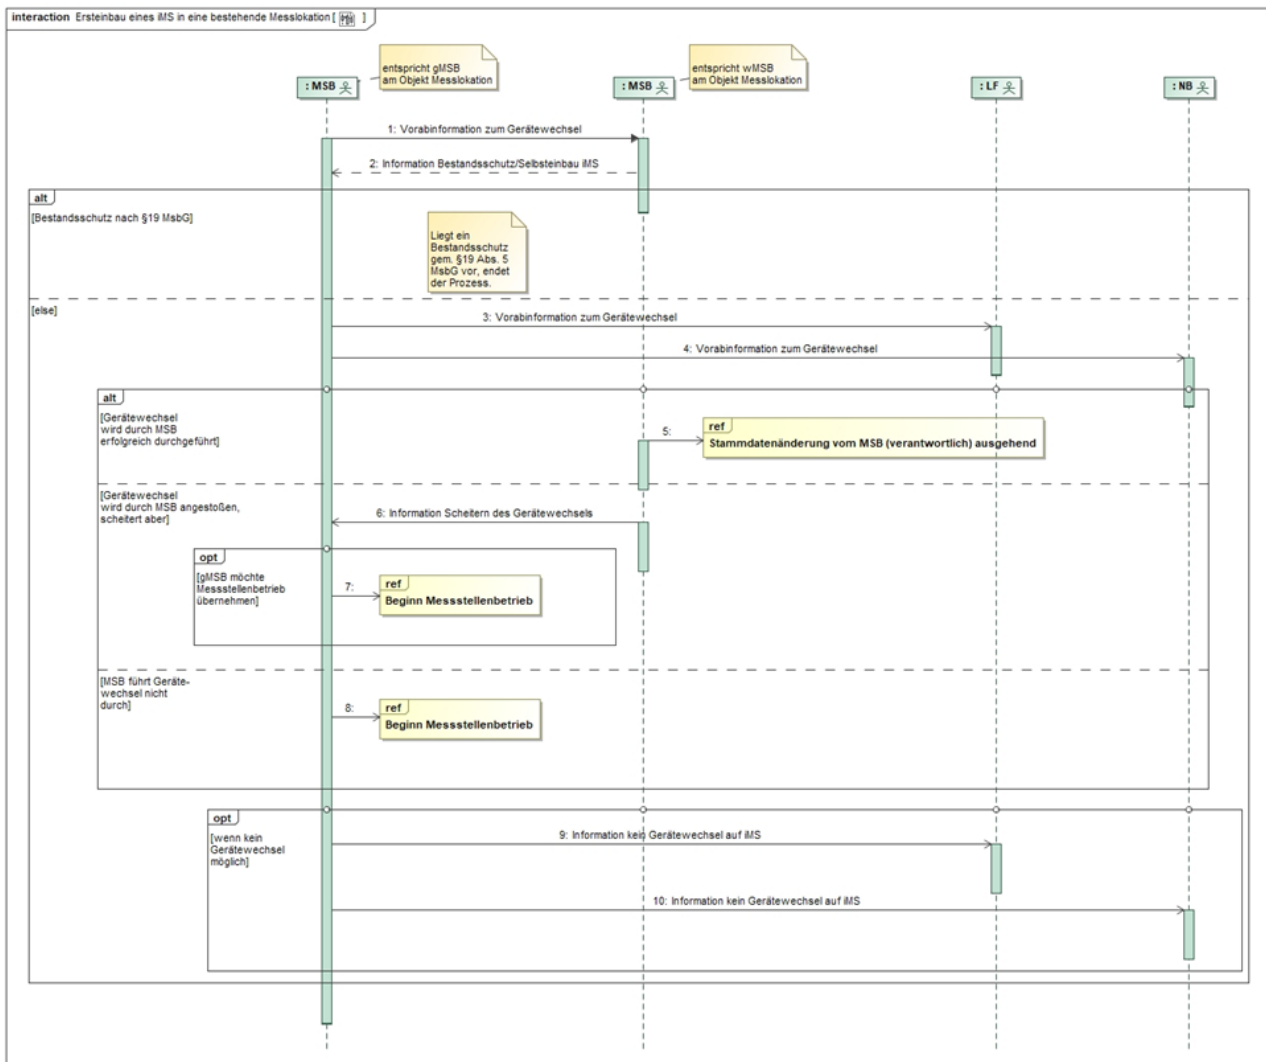 interaction Ersteinbau eines iMS in eine bestehende Messlokation [ ]
entspricht gMSB
am Objekt Messlokation
entspricht wMSB
am Objekt Messlokation
: MSB
: MSB
: LF
: NB
1: Vorabinformation zum Gerätewechsel
2: Information Bestandsschutz/Selbsteinbau iMS
alt
[Bestandsschutz nach §19 MsbG]
Liegt ein
Bestandsschutz
gem. §19 Abs. 5
MsbG vor, endet
der Prozess.
[else]
3: Vorabinformation zum Gerätewechsel
4: Vorabinformation zum Gerätewechsel
alt
[Gerätewechsel
wird durch MSB
erfolgreich durchgeführt]
5:
ref
Stammdatenänderung vom MSB (verantwortlich) ausgehend
[Gerätewechsel
wird durch MSB angestoßen,
scheitert aber]
6: Information Scheitern des Gerätewechsels
opt
[gMSB möchte
Messstellenbetrieb
übernehmen]
7:
ref
Beginn Messstellenbetrieb
[MSB führt Geräte-
wechsel nicht
durch]
8:
ref
Beginn Messstellenbetrieb
opt
[wenn kein
Gerätewechsel
möglich]
9: Information kein Gerätewechsel auf iMS
10: Information kein Gerätewechsel auf iMS